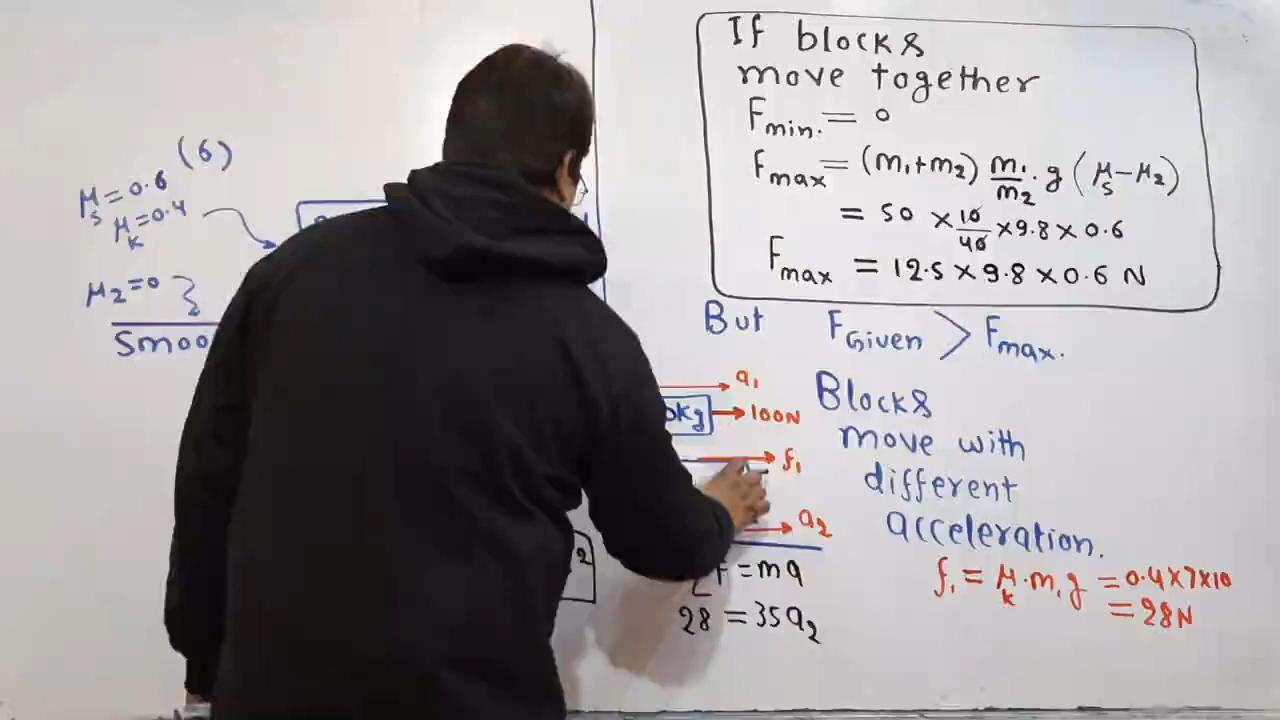 (6)
μs=0.6
μk=0.4
μ2=0
Smoo
If blocks
move together
Fmin. = 0
Fmax = (m1+m2) m1/m2 . g (μs-μ2)
= 50 × 10/40 ×9.8×0.6
Fmax = 12.5×9.8×0.6 N
But FGiven > Fmax.
a1
0kg 100N
f1
a2
Blocks
move with
different
acceleration.
2
F=ma
28 = 35a2
f1 = μk.m1g = 0.4×7×10
= 28N